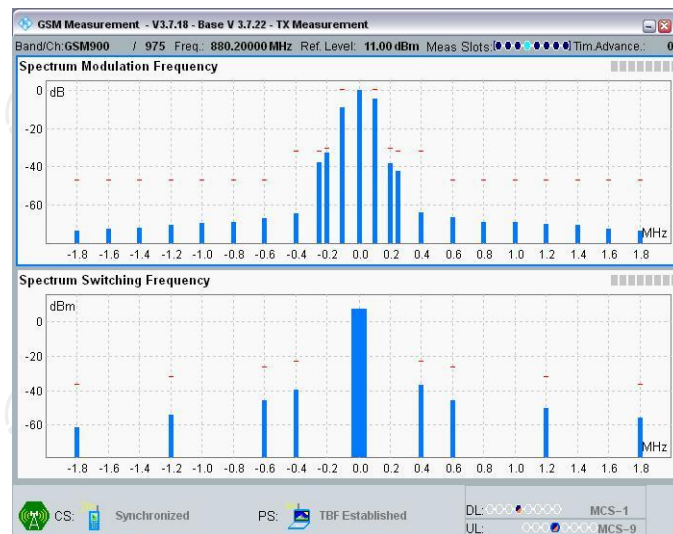 GSM Measurement - V3.7.18 - Base V 3.7.22 - TX Measurement
Band/Ch:GSM900 / 975 Freq.: 880.20000 MHz Ref. Level: 11.00 dBm Meas Slots: Tim.Advance.: 0
Spectrum Modulation Frequency
0 dB
-20
-40
-60
MHz
-1.8 -1.6 -1.4 -1.2 -1.0 -0.8 -0.6 -0.4 -0.2 0.0 0.2 0.4 0.6 0.8 1.0 1.2 1.4 1.6 1.8
Spectrum Switching Frequency
dBm
0
-20
-40
-60
MHz
-1.8 -1.6 -1.4 -1.2 -1.0 -0.8 -0.6 -0.4 -0.2 0.0 0.2 0.4 0.6 0.8 1.0 1.2 1.4 1.6 1.8
CS: Synchronized PS: TBF Established DL: MCS-1
UL: MCS-9